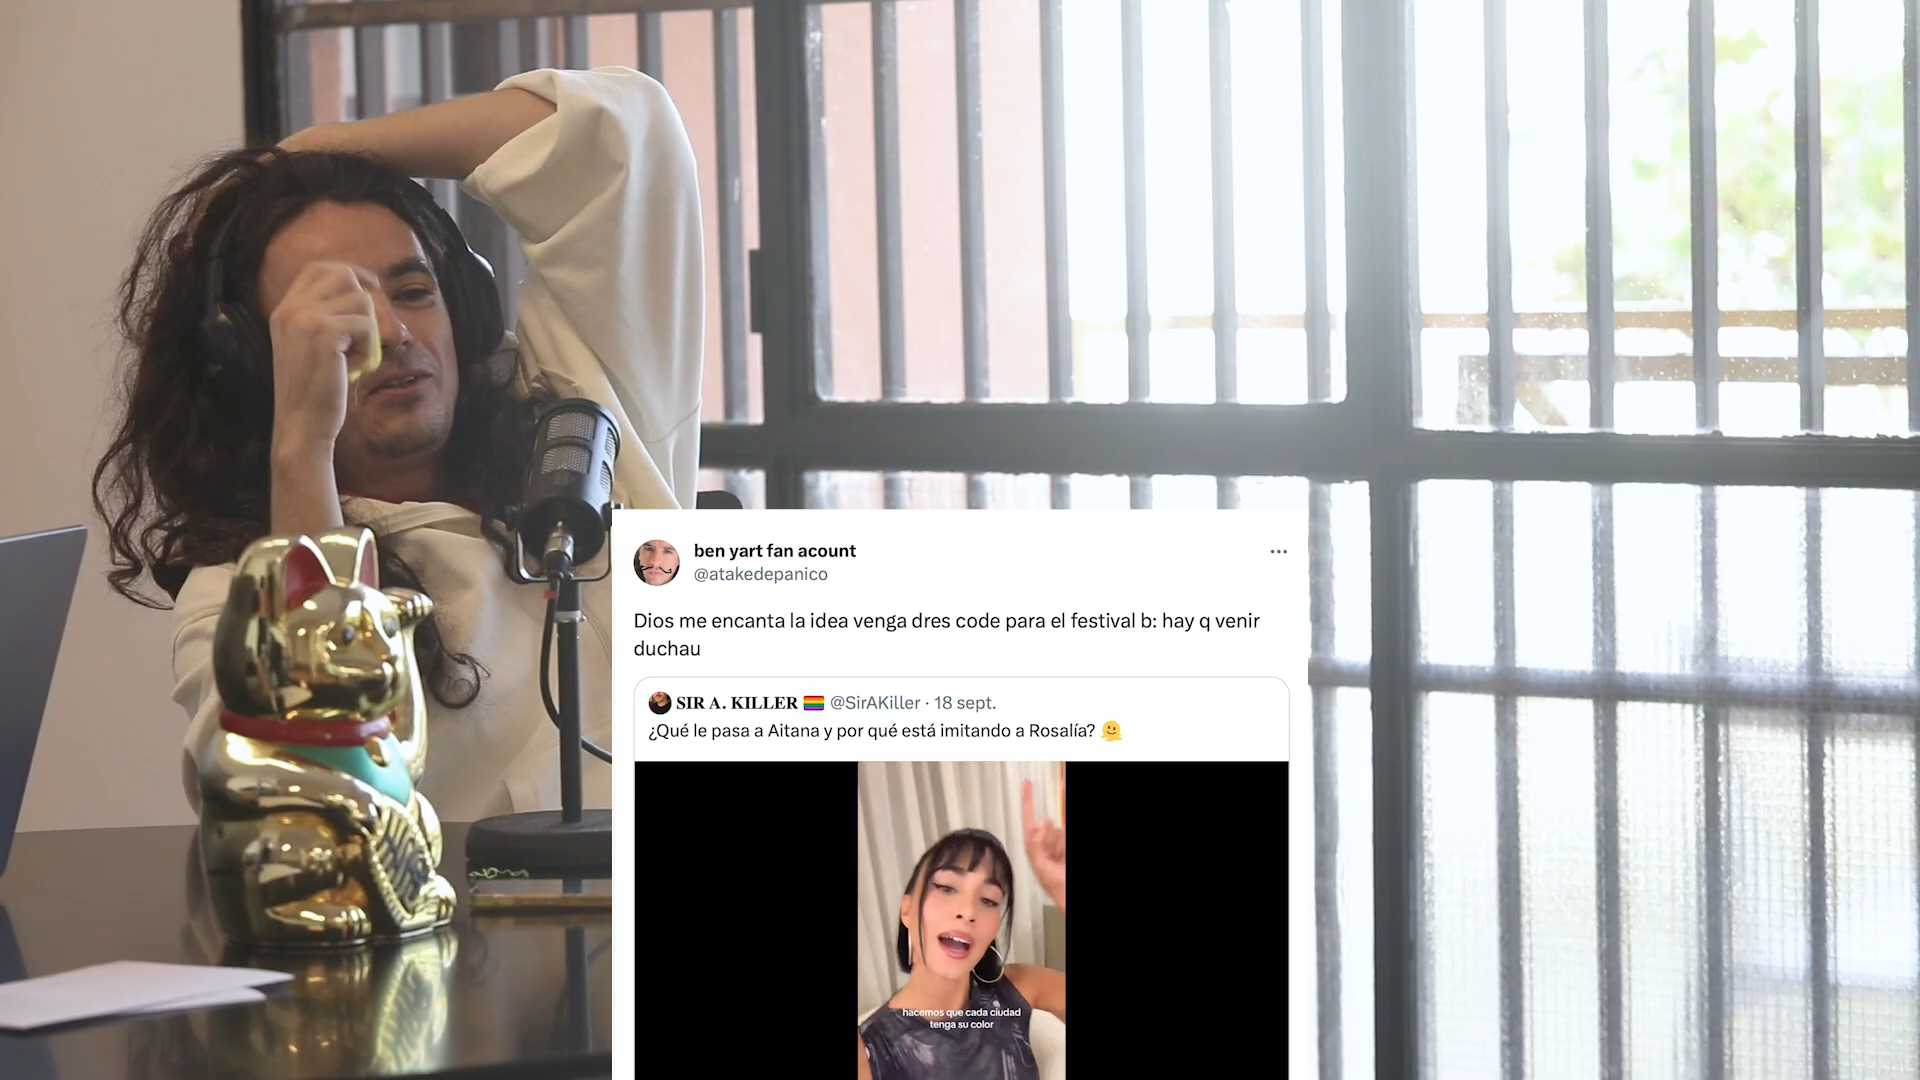 ben yart fan acount
@atakedepanico
Dios me encanta la idea venga dres code para el festival b: hay q venir
duchau
SIR A. KILLER 🏳️‍🌈 @SirAKiller · 18 sept.
¿Qué le pasa a Aitana y por qué está imitando a Rosalía? 🫠
hacemos que cada ciudad
tenga su color